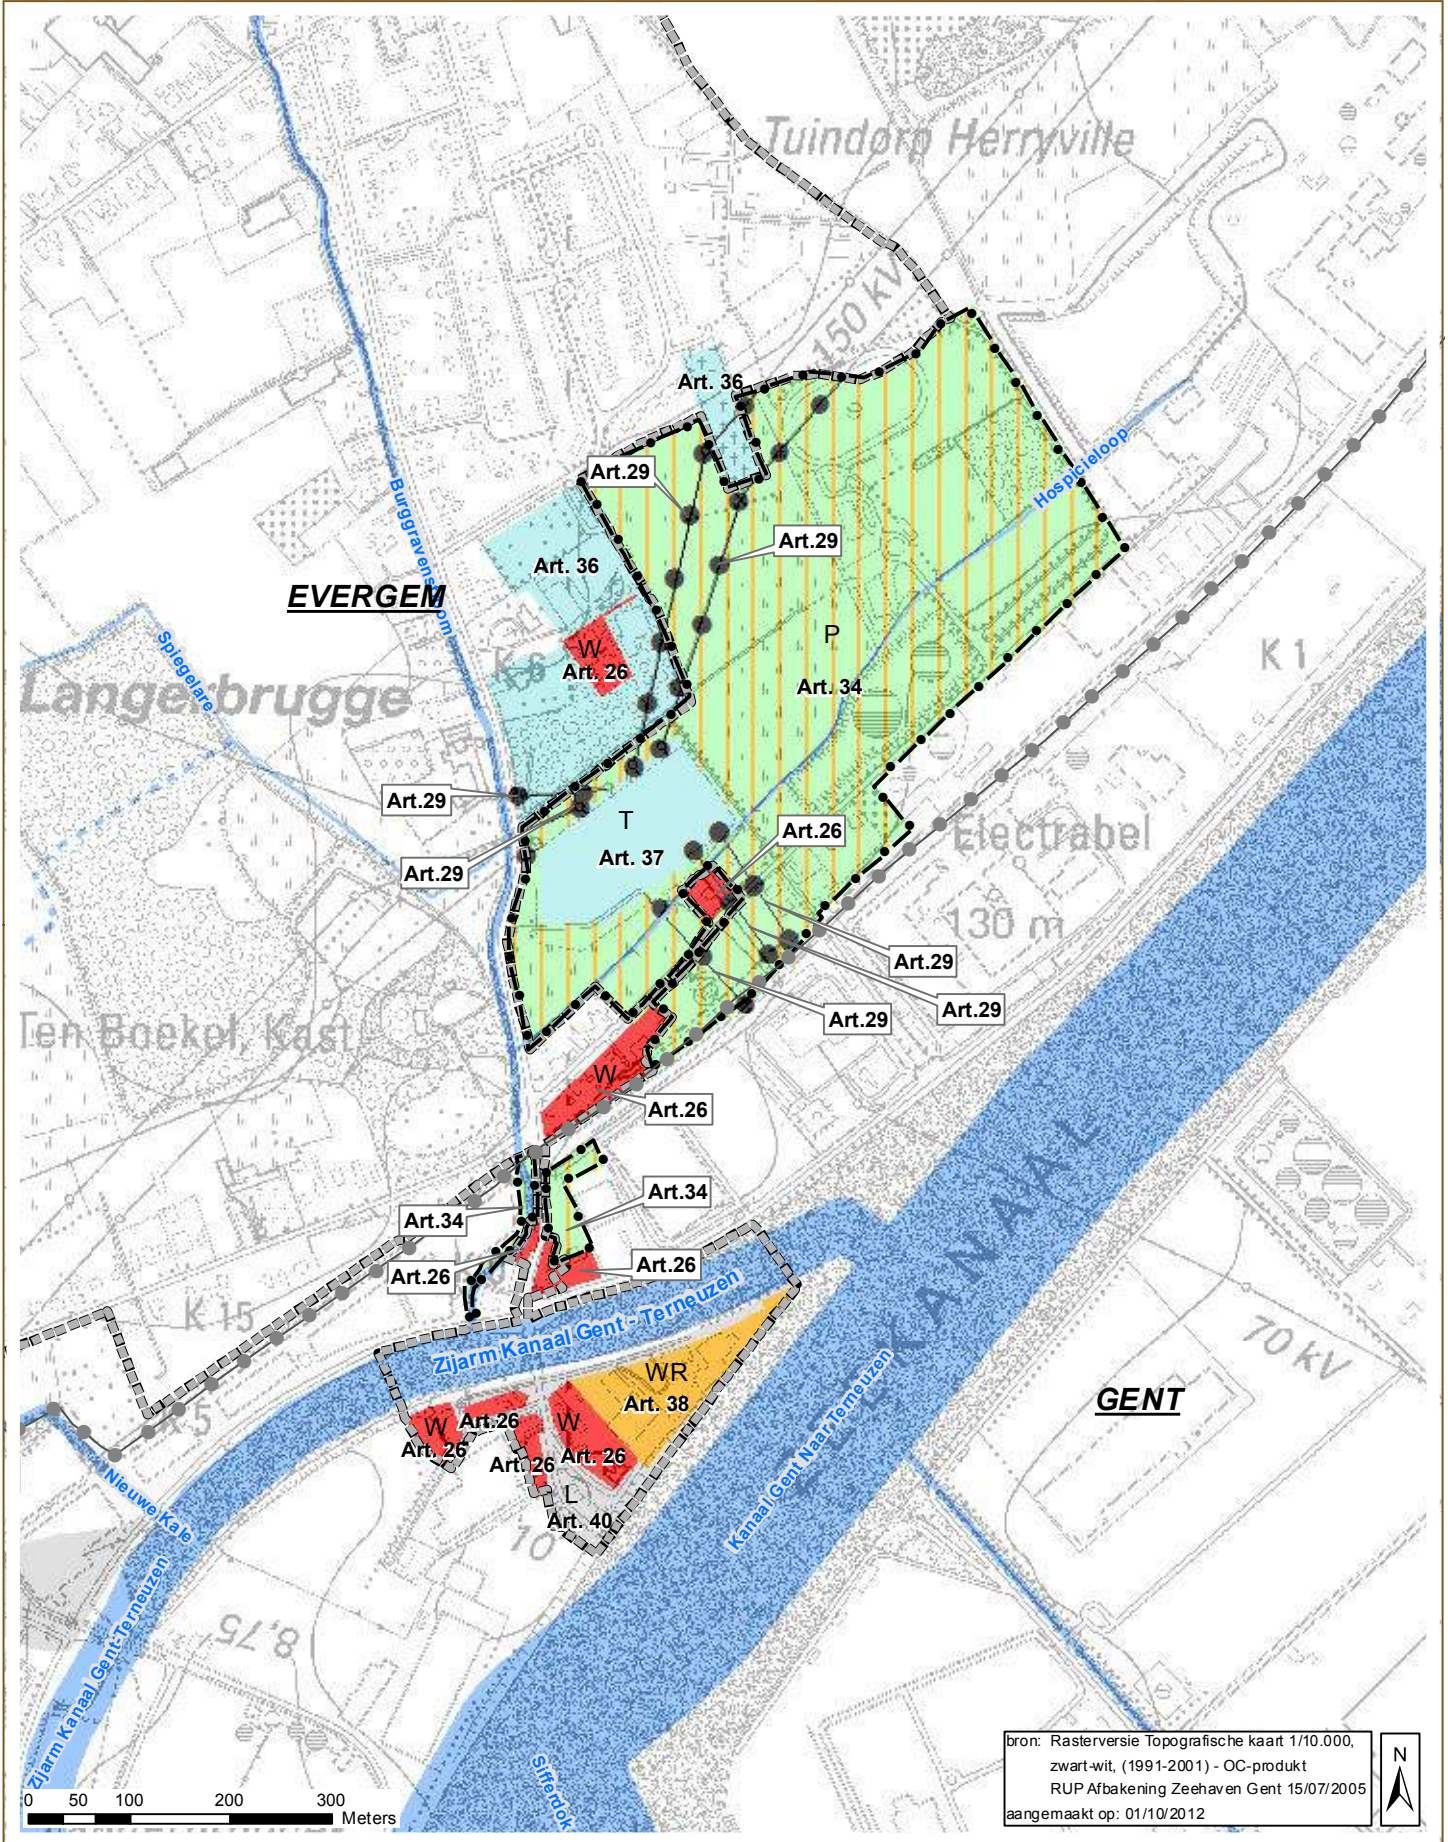 Tuindorp Herryville
150 kV
Art. 36
Art.29
Hospicieloop
Art.29
Art. 36
Burggravenstroom
EVERGEM
Spiegelare
P
W
K 6
Art. 26
K 1
Langerbrugge
Art. 34
Art.29
T
Art.26
Electrabel
Art. 37
Art.29
130 m
Art.29
Art.29
Art.29
Ten Boekel, Kast.
W
Art.26
Art.34
Art.34
Art.26
Art.26
K 15
Zijarm Kanaal Gent - Terneuzen
KANAAL
70 kV
WR
Art. 38
GENT
W
Art.26
W
Art. 26
Art. 26
Art. 26
K 5
L
Art. 40
10
Kanaal Gent Naar Terneuzen
Nieuwe Kale
8,75
Zijarm Kanaal Gent-Terneuzen
Sifferdok
bron: Rasterversie Topografische kaart 1/10.000,
zwart-wit, (1991-2001) - OC-produkt
RUP Afbakening Zeehaven Gent 15/07/2005
aangemaakt op: 01/10/2012
N
0 50 100 200 300
Meters